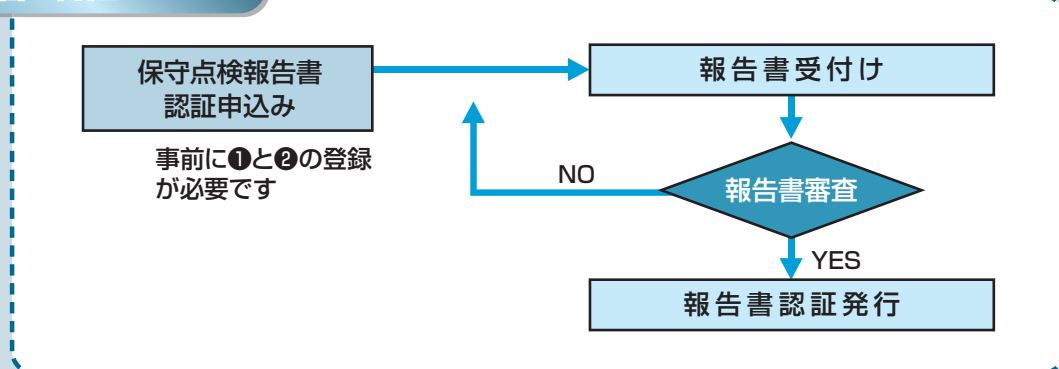 保守点検報告書
認証申込み
報告書受付け
事前に❶と❷の登録
が必要です
NO
報告書審査
YES
報告書認証発行